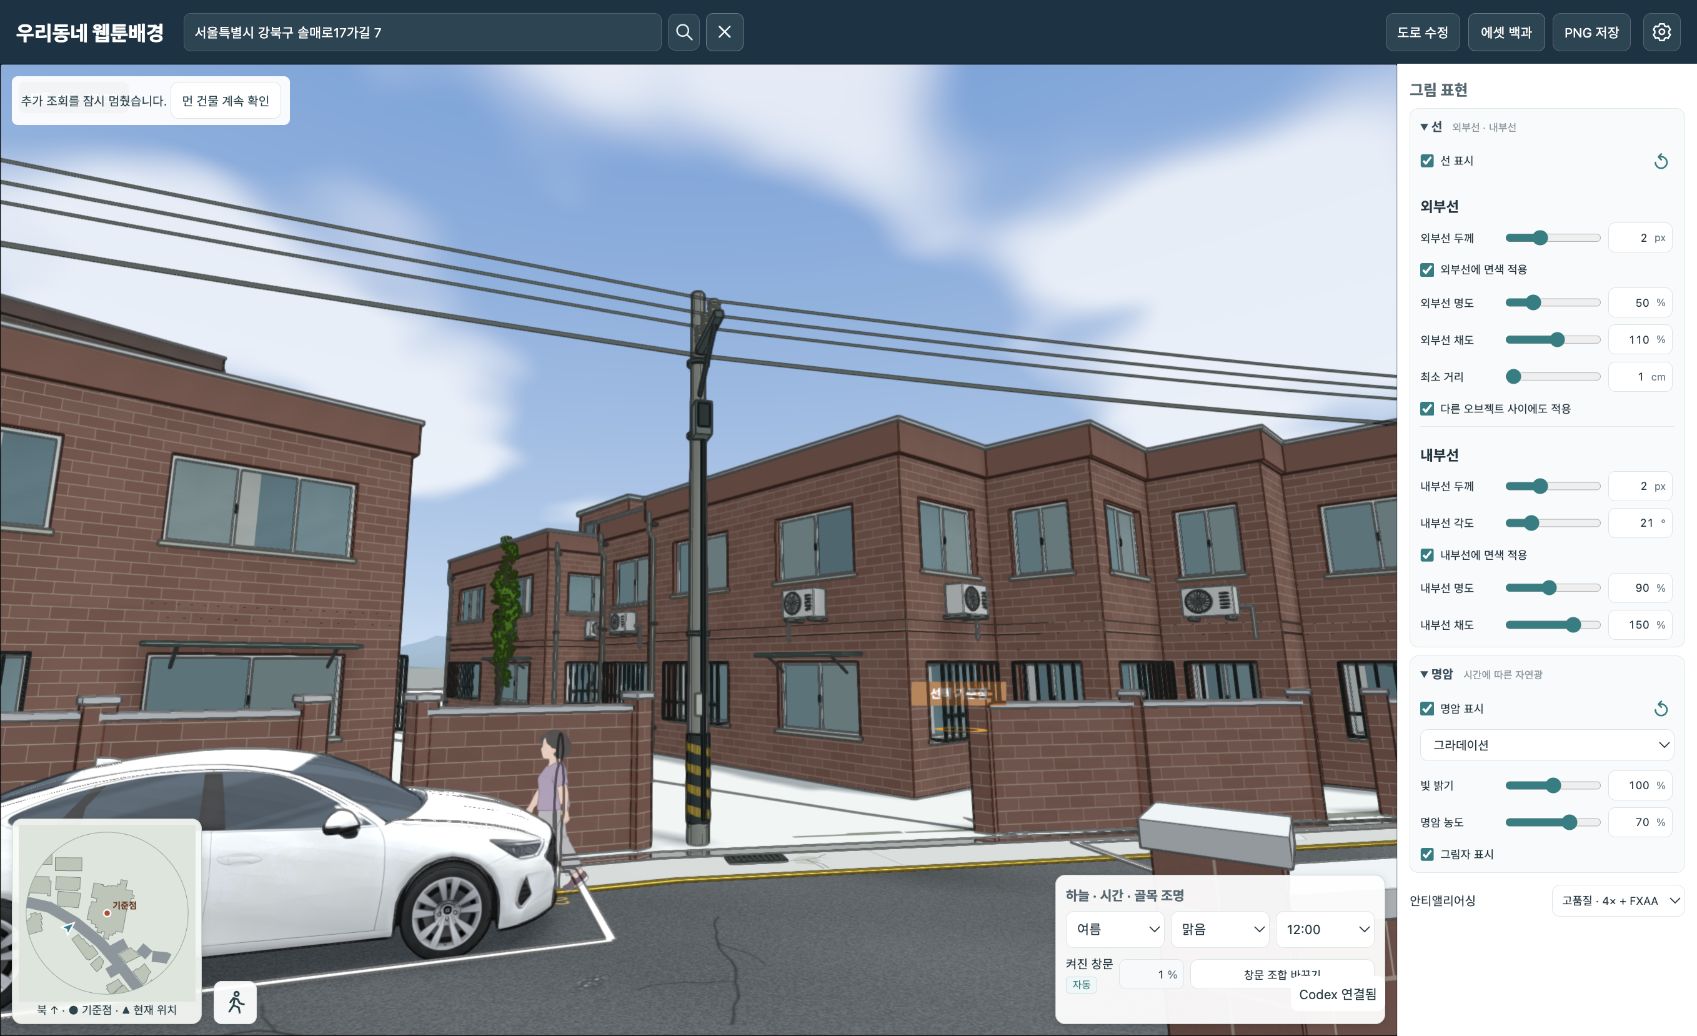 우리동네 웹툰배경
서울특별시 강북구 솔매로17가길 7
도로 수정
에셋 백과
PNG 저장
추가 조회를 잠시 멈췄습니다.
먼 건물 계속 확인
북 ↑ · ● 기준점 · ▲ 현재 위치
기준점
하늘 · 시간 · 골목 조명
여름
맑음
12:00
켜진 창문
자동
1 %
창문 조합 바꾸기
Codex 연결됨
그림 표현
▼ 선 외부선 · 내부선
선 표시
외부선
외부선 두께 2 px
외부선에 면색 적용
외부선 명도 50 %
외부선 채도 110 %
최소 거리 1 cm
다른 오브젝트 사이에도 적용
내부선
내부선 두께 2 px
내부선 각도 21 °
내부선에 면색 적용
내부선 명도 90 %
내부선 채도 150 %
▼ 명암 시간에 따른 자연광
명암 표시
그라데이션
빛 밝기 100 %
명암 농도 70 %
그림자 표시
안티앨리어싱 고품질 · 4× + FXAA